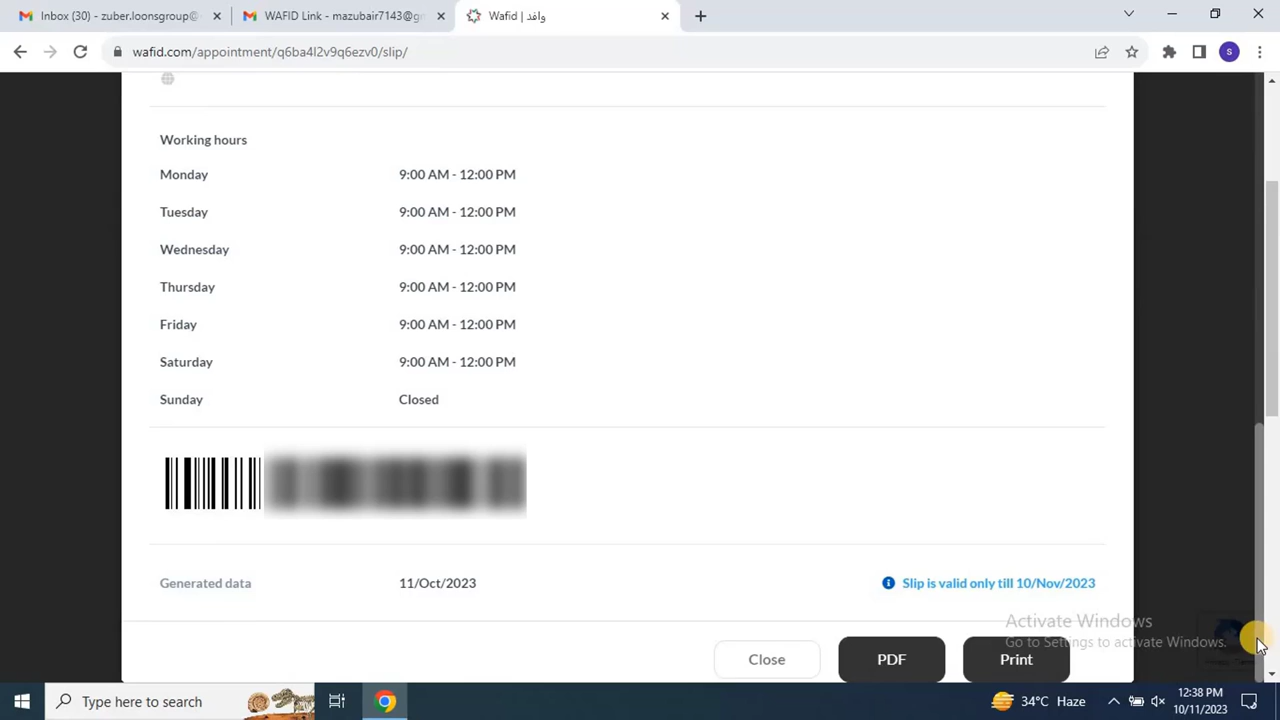 Inbox (30) - zuber.loonsgroup@
WAFID Link - mazubair7143@gm
Wafid | وافد
wafid.com/appointment/q6ba4l2v9q6ezv0/slip/
S
Working hours
Monday 9:00 AM - 12:00 PM
Tuesday 9:00 AM - 12:00 PM
Wednesday 9:00 AM - 12:00 PM
Thursday 9:00 AM - 12:00 PM
Friday 9:00 AM - 12:00 PM
Saturday 9:00 AM - 12:00 PM
Sunday Closed
Generated data 11/Oct/2023 Slip is valid only till 10/Nov/2023
Activate Windows
Go to Settings to activate Windows.
Close PDF Print
Type here to search
34°C Haze
12:38 PM
10/11/2023